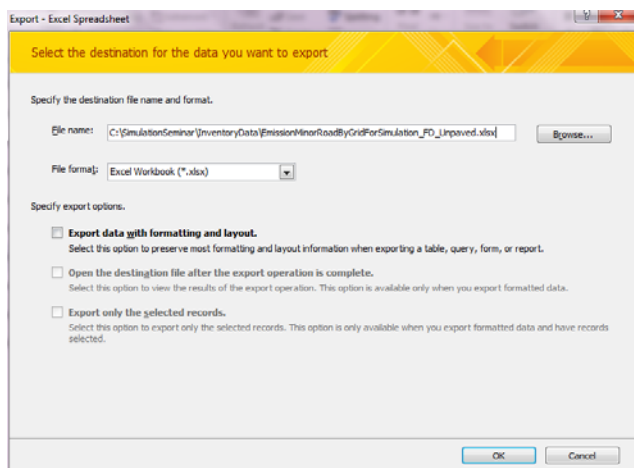 Export - Excel Spreadsheet
Select the destination for the data you want to export
Specify the destination file name and format.
File name: C:\SimulationSeminar\InventoryData\EmissionMinorRoadByGridForSimulation_FD_Unpaved.xlsx Browse...
File format: Excel Workbook (*.xlsx)
Specify export options.
Export data with formatting and layout.
Select this option to preserve most formatting and layout information when exporting a table, query, form, or report.
Open the destination file after the export operation is complete.
Select this option to view the results of the export operation. This option is available only when you export formatted data.
Export only the selected records.
Select this option to export only the selected records. This option is only available when you export formatted data and have records
selected.
OK Cancel